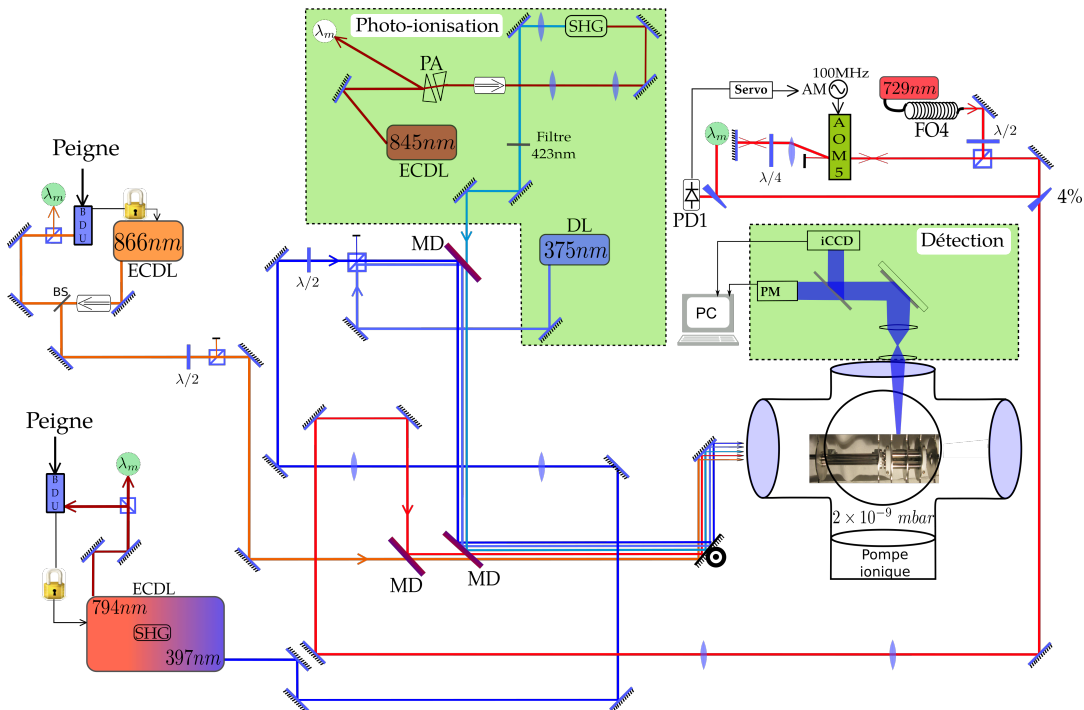 Photo-ionisation
λm
SHG
PA
845nm
ECDL
Filtre
423nm
DL
375nm
MD
λ/2
Peigne
λm
BDU
866nm
ECDL
BS
λ/2
Peigne
λm
BDU
ECDL
794nm
SHG
397nm
MD
MD
100MHz
Servo
AM
729nm
FO4
λ/2
λm
λ/4
AOM5
PD1
4%
iCCD
Détection
PM
PC
2 × 10⁻⁹ mbar
Pompe
ionique